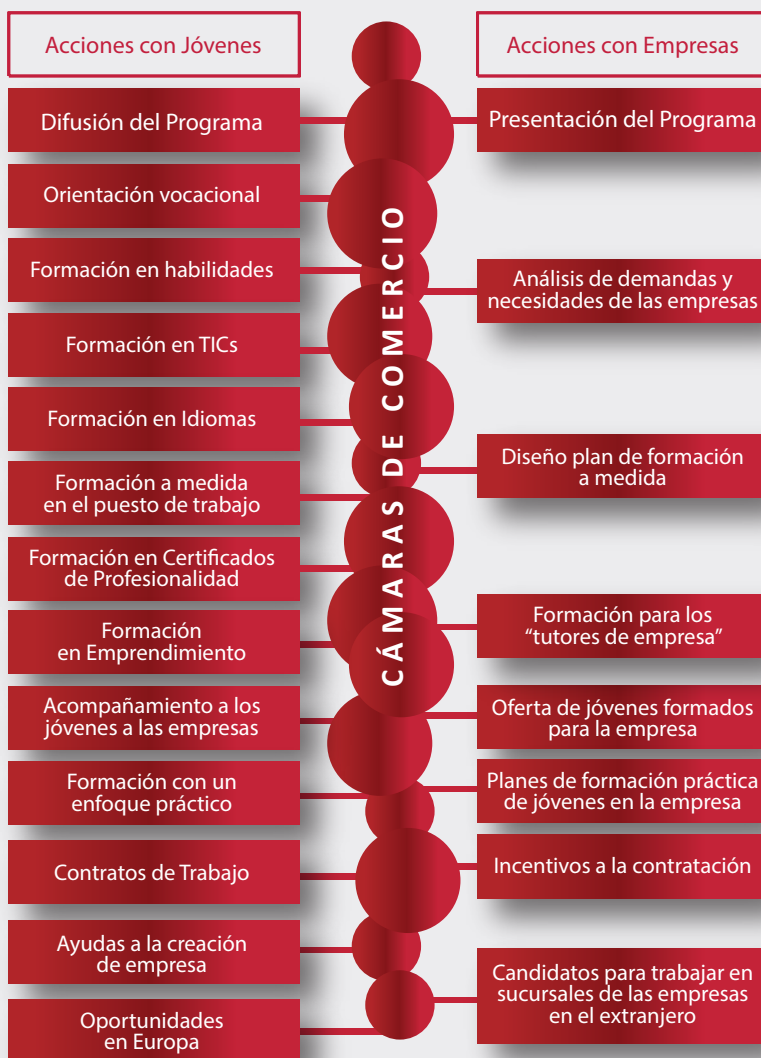 Acciones con Jóvenes
Difusión del Programa
Orientación vocacional
Formación en habilidades
Formación en TICs
Formación en Idiomas
Formación a medida
en el puesto de trabajo
Formación en Certificados
de Profesionalidad
Formación
en Emprendimiento
Acompañamiento a los
jóvenes a las empresas
Formación con un
enfoque práctico
Contratos de Trabajo
Ayudas a la creación
de empresa
Oportunidades
en Europa
CÁMARAS DE COMERCIO
Acciones con Empresas
Presentación del Programa
Análisis de demandas y
necesidades de las empresas
Diseño plan de formación
a medida
Formación para los
“tutores de empresa”
Oferta de jóvenes formados
para la empresa
Planes de formación práctica
de jóvenes en la empresa
Incentivos a la contratación
Candidatos para trabajar en
sucursales de las empresas
en el extranjero